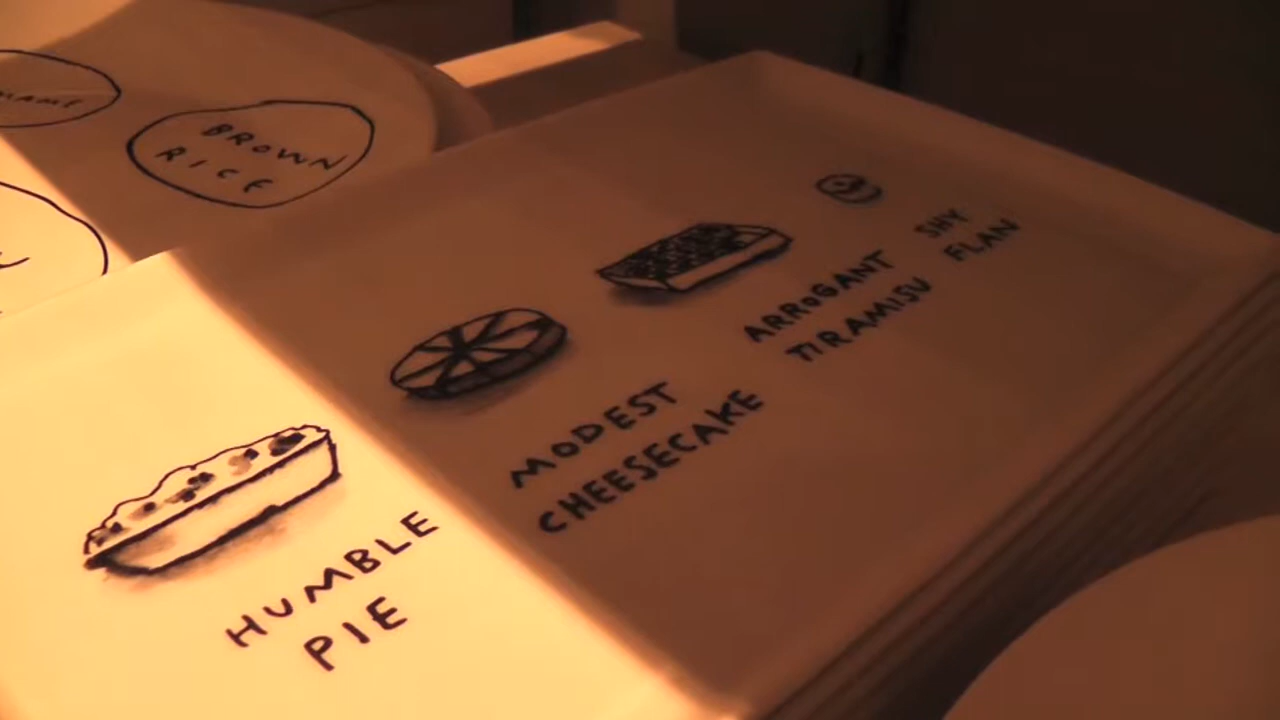 BROWN
RICE
HUMBLE
PIE
MODEST
CHEESECAKE
ARROGANT
TIRAMISU
SHY
FLAN